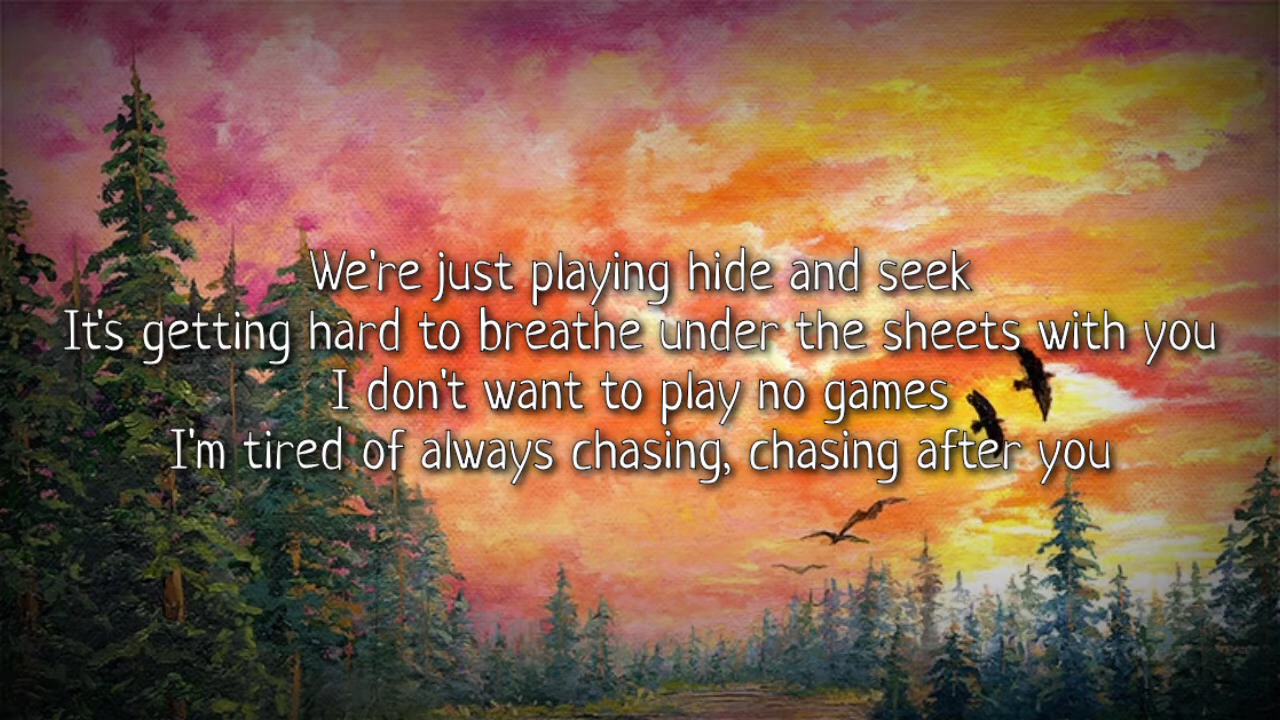 We're just playing hide and seek
It's getting hard to breathe under the sheets with you
I don't want to play no games
I'm tired of always chasing, chasing after you